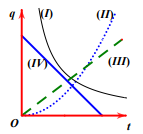 q (I) (II)
(IV) (III)
O t